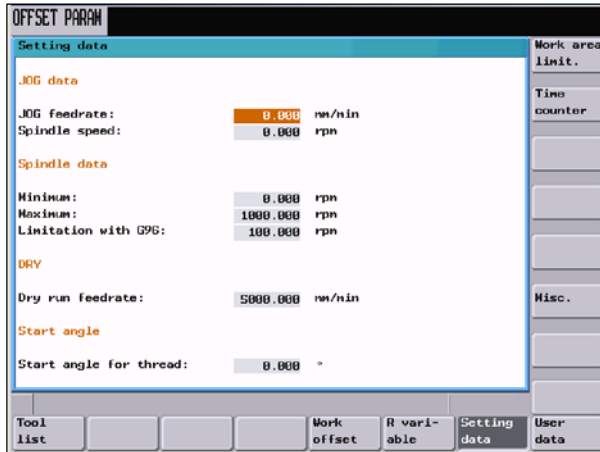 OFFSET PARAM
Setting data
JOG data
JOG feedrate: 0.000 mm/min
Spindle speed: 0.000 rpm
Spindle data
Minimum: 0.000 rpm
Maximum: 1000.000 rpm
Limitation with G96: 100.000 rpm
DRY
Dry run feedrate: 5000.000 mm/min
Start angle
Start angle for thread: 0.000 °
Work area
limit.
Time
counter
Misc.
Tool
list
Work
offset
R vari-
able
Setting
data
User
data